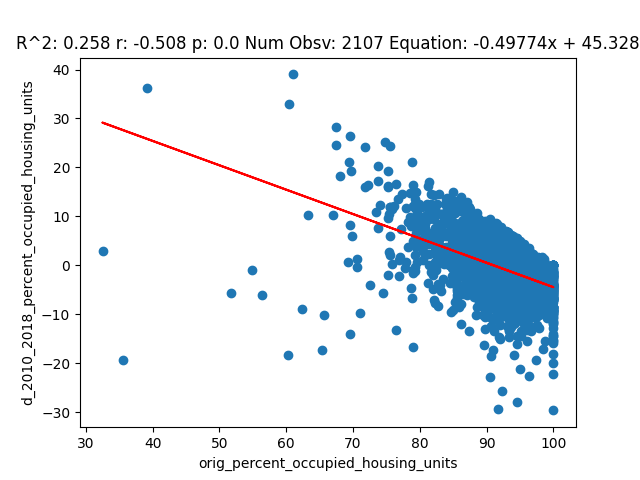 R^2: 0.258 r: -0.508 p: 0.0 Num Obsv: 2107 Equation: -0.49774x + 45.328
d_2010_2018_percent_occupied_housing_units
40
30
20
10
0
−10
−20
−30
30 40 50 60 70 80 90 100
orig_percent_occupied_housing_units